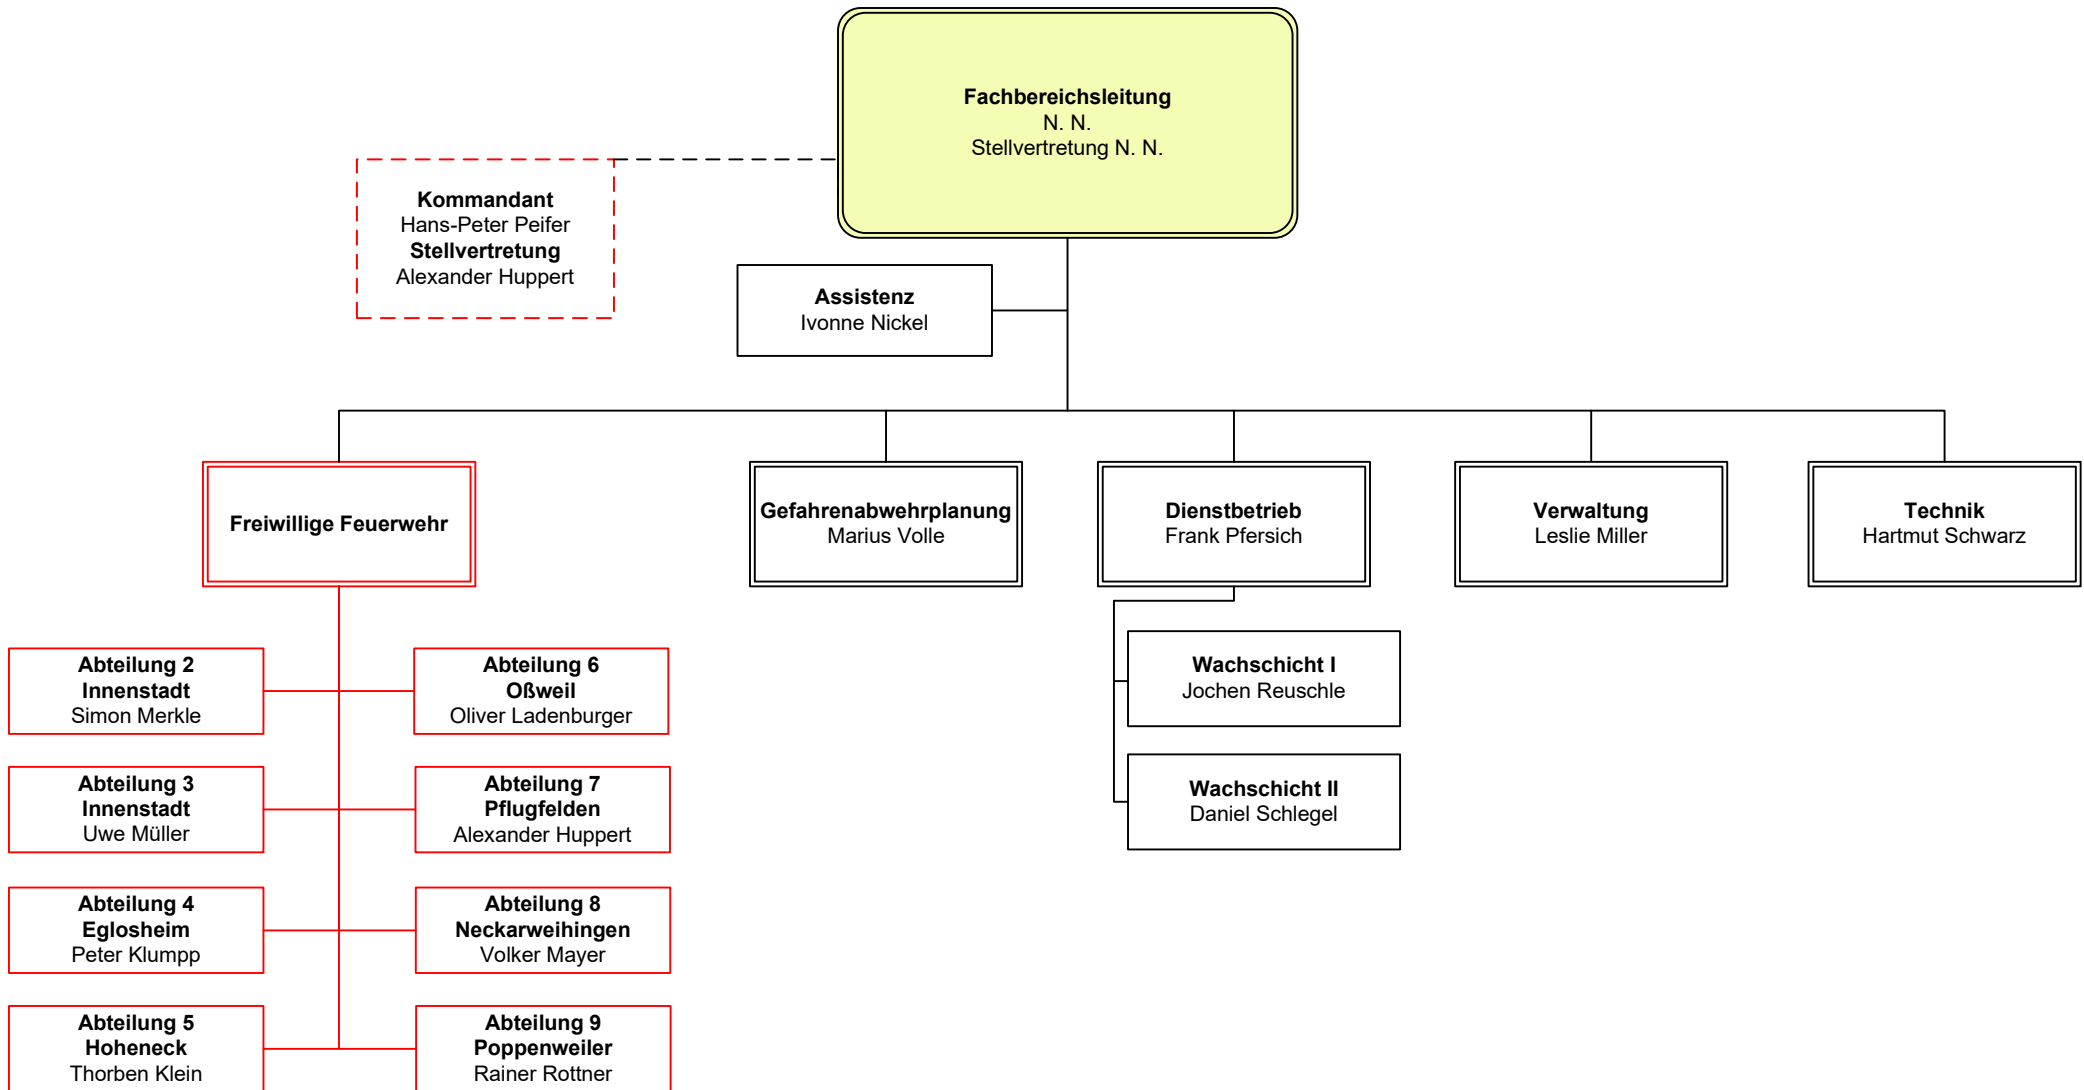 Fachbereichsleitung
N. N.
Stellvertretung N. N.
Kommandant
Hans-Peter Peifer
Stellvertretung
Alexander Huppert
Assistenz
Ivonne Nickel
Freiwillige Feuerwehr
Gefahrenabwehrplanung
Marius Volle
Dienstbetrieb
Frank Pfersich
Verwaltung
Leslie Miller
Technik
Hartmut Schwarz
Abteilung 2
Innenstadt
Simon Merkle
Abteilung 6
Oßweil
Oliver Ladenburger
Wachschicht I
Jochen Reuschle
Abteilung 3
Innenstadt
Uwe Müller
Abteilung 7
Pflugfelden
Alexander Huppert
Wachschicht II
Daniel Schlegel
Abteilung 4
Eglosheim
Peter Klumpp
Abteilung 8
Neckarweihingen
Volker Mayer
Abteilung 5
Hoheneck
Thorben Klein
Abteilung 9
Poppenweiler
Rainer Rottner